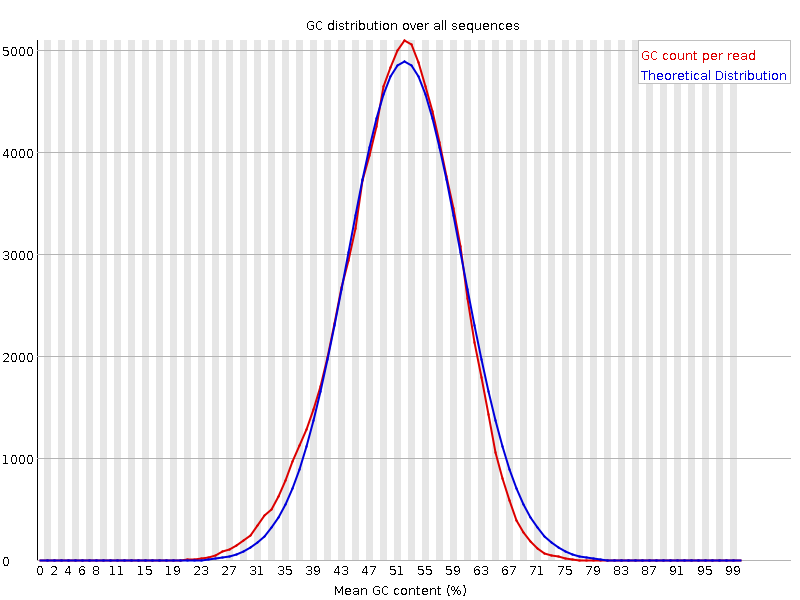 GC distribution over all sequences
GC count per read
Theoretical Distribution
5000
4000
3000
2000
1000
0
0 2 4 6 8 11 15 19 23 27 31 35 39 43 47 51 55 59 63 67 71 75 79 83 87 91 95 99
Mean GC content (%)